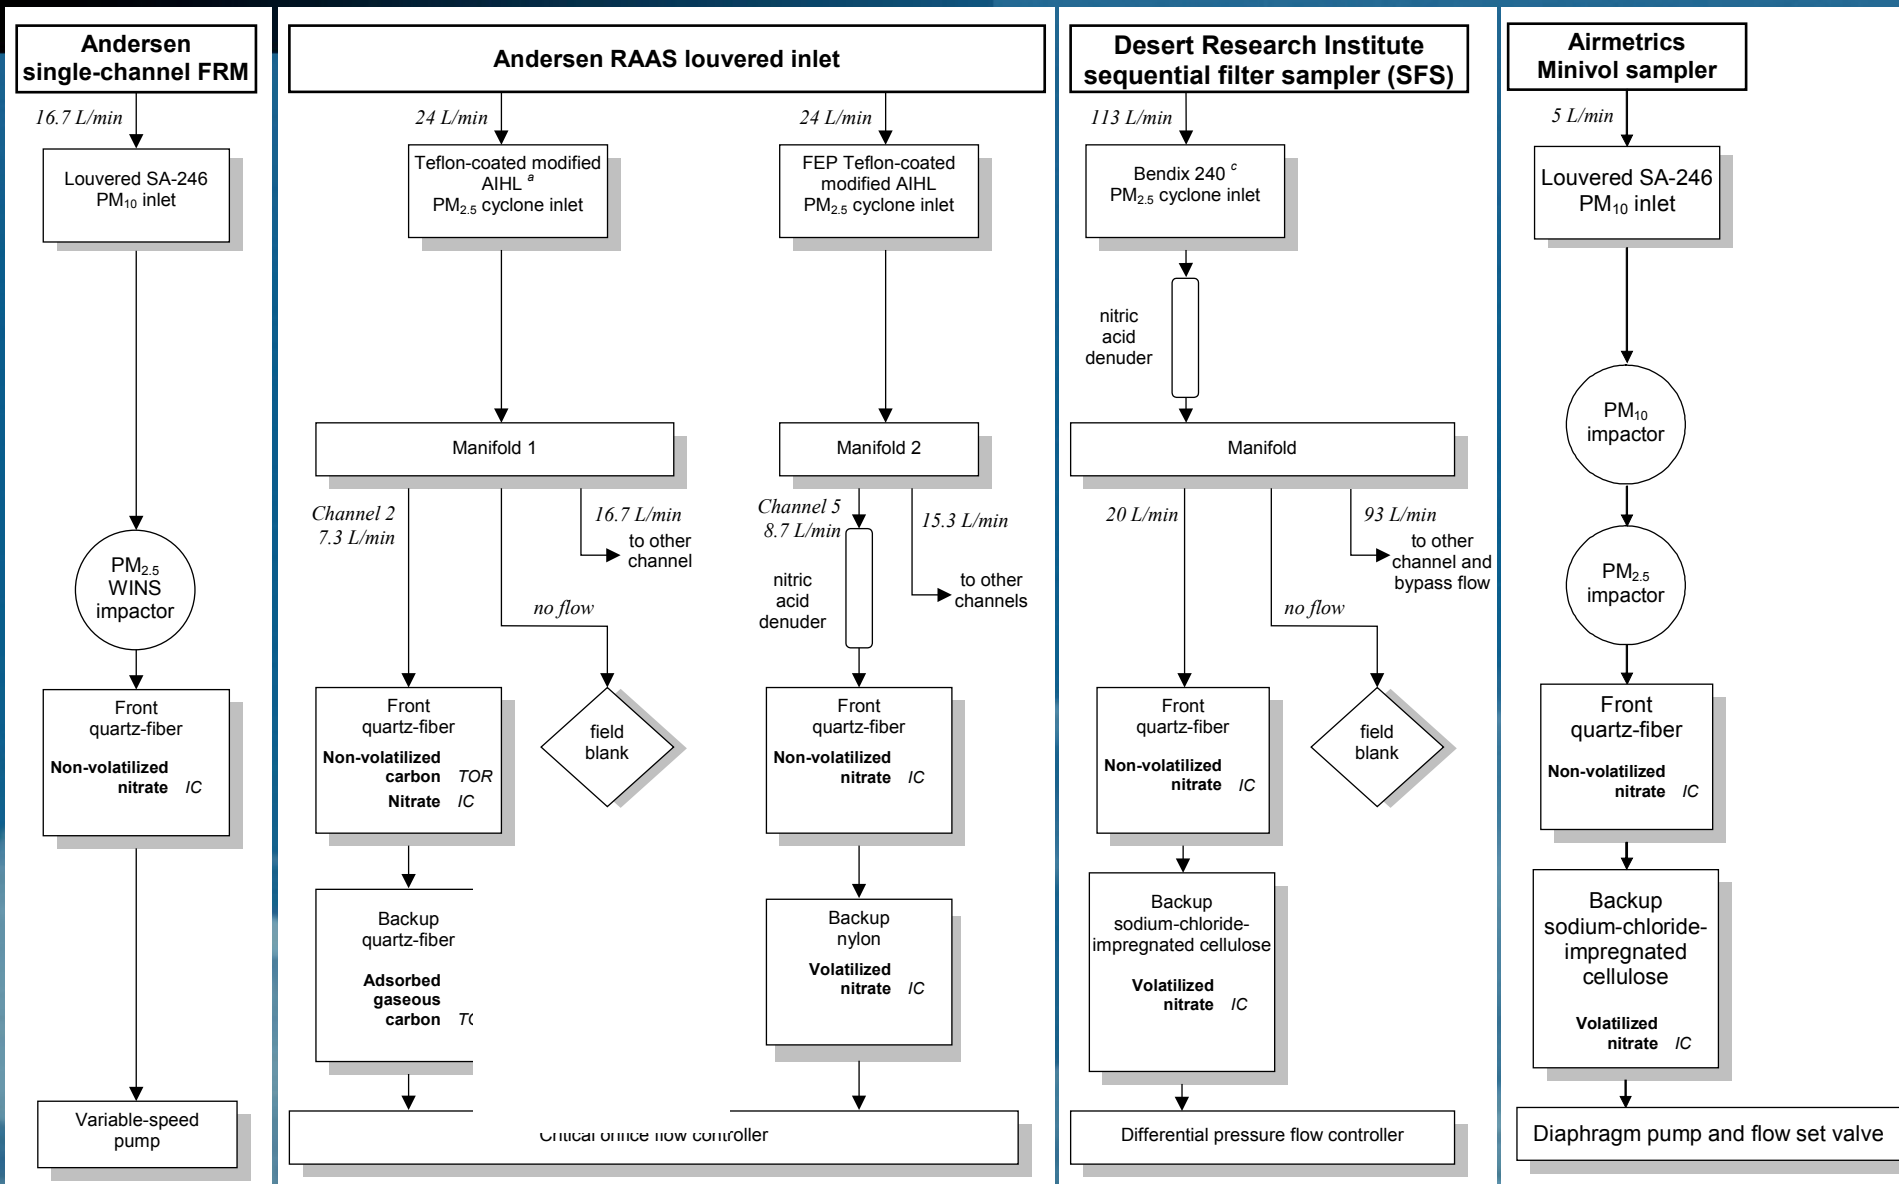 Andersen
single-channel FRM
16.7 L/min
Louvered SA-246
PM10 inlet
PM2.5
WINS
impactor
Front
quartz-fiber
Non-volatilized
nitrate IC
Variable-speed
pump
Andersen RAAS louvered inlet
24 L/min
Teflon-coated modified
AIHL a
PM2.5 cyclone inlet
Manifold 1
Channel 2
7.3 L/min
16.7 L/min
to other
channel
no flow
Front
quartz-fiber
Non-volatilized
carbon TOR
Nitrate IC
field
blank
Backup
quartz-fiber
Adsorbed
gaseous
carbon
24 L/min
FEP Teflon-coated
modified AIHL
PM2.5 cyclone inlet
Manifold 2
Channel 5
8.7 L/min
15.3 L/min
nitric
acid
denuder
to other
channels
Front
quartz-fiber
Non-volatilized
nitrate IC
Backup
nylon
Volatilized
nitrate IC
Critical orifice flow controller
Desert Research Institute
sequential filter sampler (SFS)
113 L/min
Bendix 240 c
PM2.5 cyclone inlet
nitric
acid
denuder
Manifold
20 L/min
93 L/min
to other
channel and
bypass flow
no flow
Front
quartz-fiber
Non-volatilized
nitrate IC
field
blank
Backup
sodium-chloride-
impregnated cellulose
Volatilized
nitrate IC
Differential pressure flow controller
Airmetrics
Minivol sampler
5 L/min
Louvered SA-246
PM10 inlet
PM10
impactor
PM2.5
impactor
Front
quartz-fiber
Non-volatilized
nitrate IC
Backup
sodium-chloride-
impregnated
cellulose
Volatilized
nitrate IC
Diaphragm pump and flow set valve